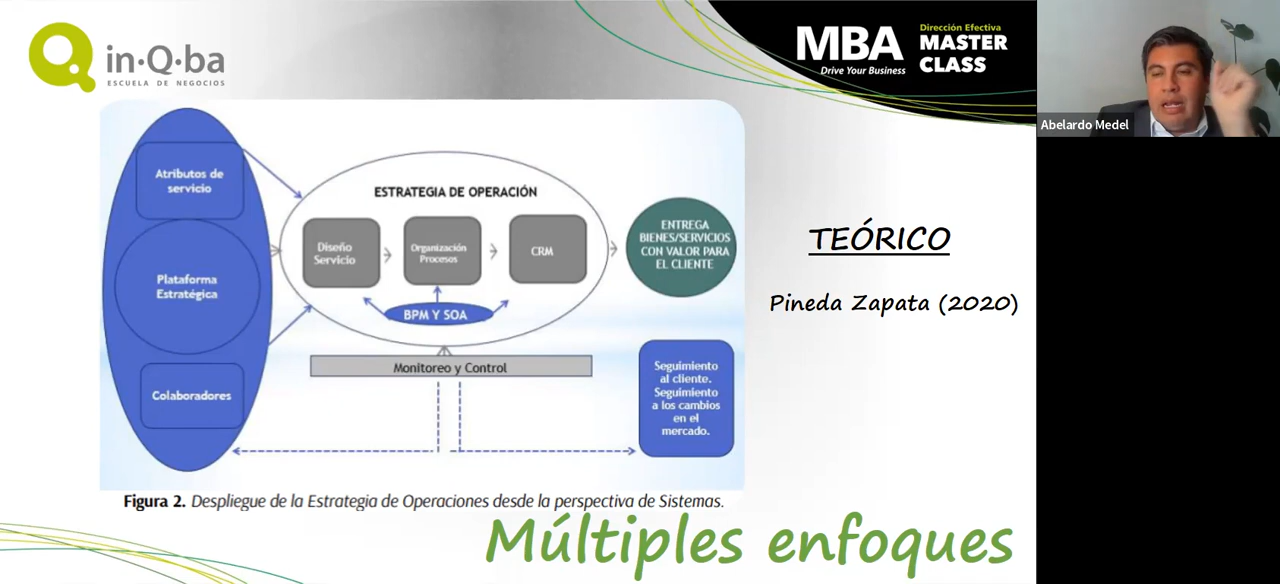 in·Q·ba
ESCUELA DE NEGOCIOS
MBA
Drive Your Business
Dirección Efectiva
MASTER
CLASS
Abelardo Medel
Atributos de
servicio
Plataforma
Estratégica
Colaboradores
ESTRATEGIA DE OPERACIÓN
Diseño
Servicio
Organización
Procesos
CRM
BPM Y SOA
Monitoreo y Control
ENTREGA
BIENES/SERVICIOS
CON VALOR PARA
EL CLIENTE
Seguimiento
al cliente.
Seguimiento
a los cambios
en el
mercado.
TEÓRICO
Pineda Zapata (2020)
Figura 2. Despliegue de la Estrategia de Operaciones desde la perspectiva de Sistemas.
Múltiples enfoques